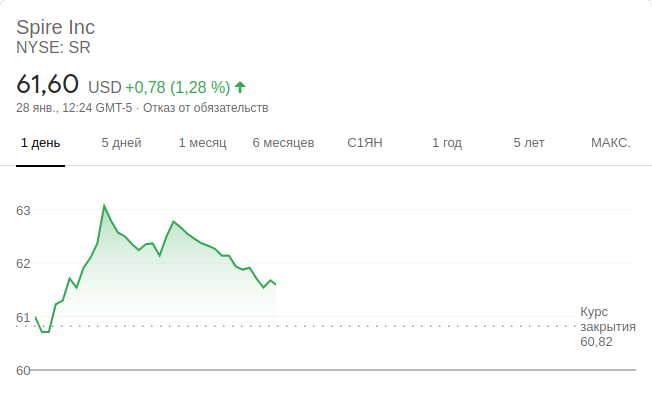 Spire Inc
NYSE: SR
61,60 USD +0,78 (1,28 %)
28 янв., 12:24 GMT-5 · Отказ от обязательств
1 день 5 дней 1 месяц 6 месяцев С1ЯН 1 год 5 лет МАКС.
63
62
61
60
Курс
закрытия
60,82